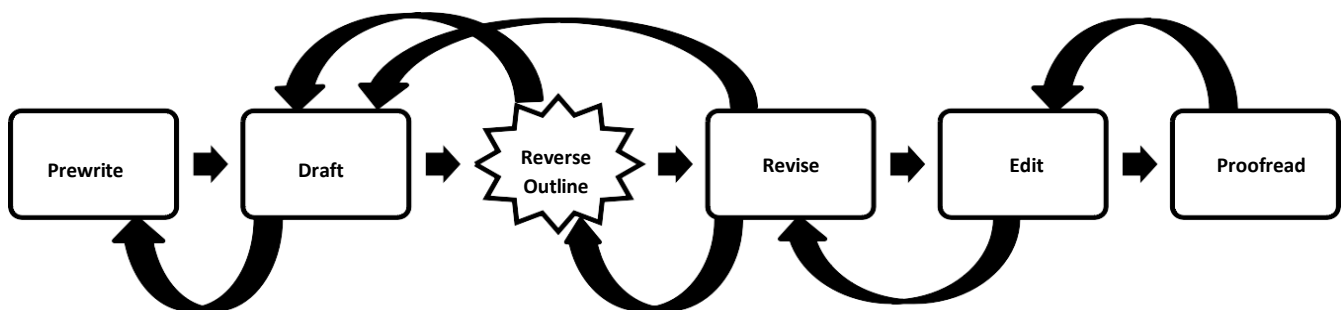 Prewrite
Draft
Reverse
Outline
Revise
Edit
Proofread